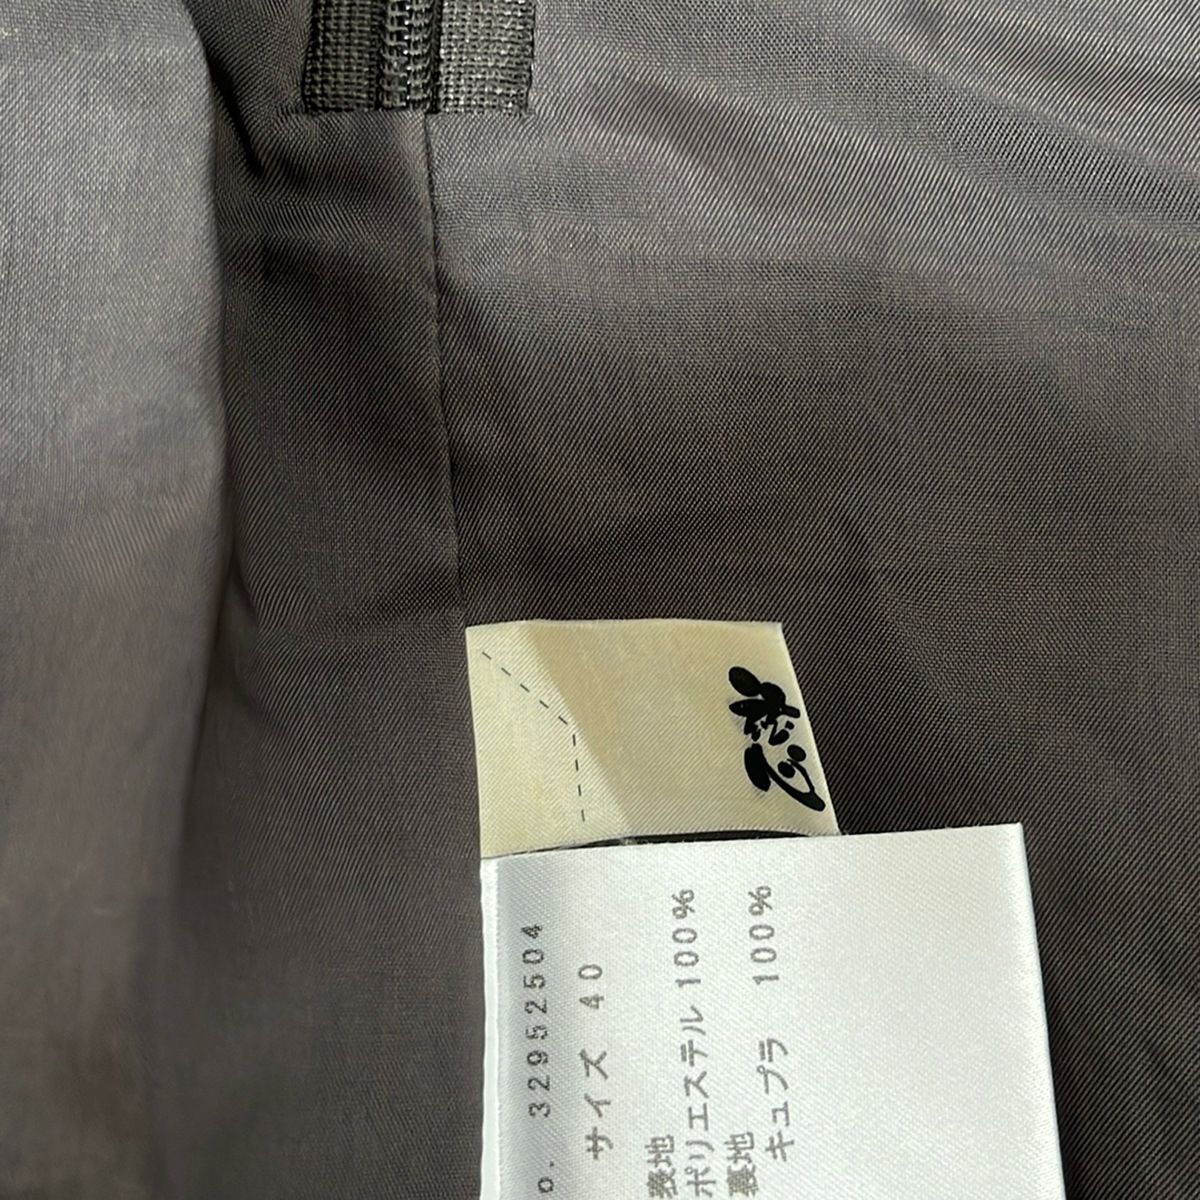 o. 32952504
サイズ 40
表地
ポリエステル 100%
裏地
キュプラ 100%